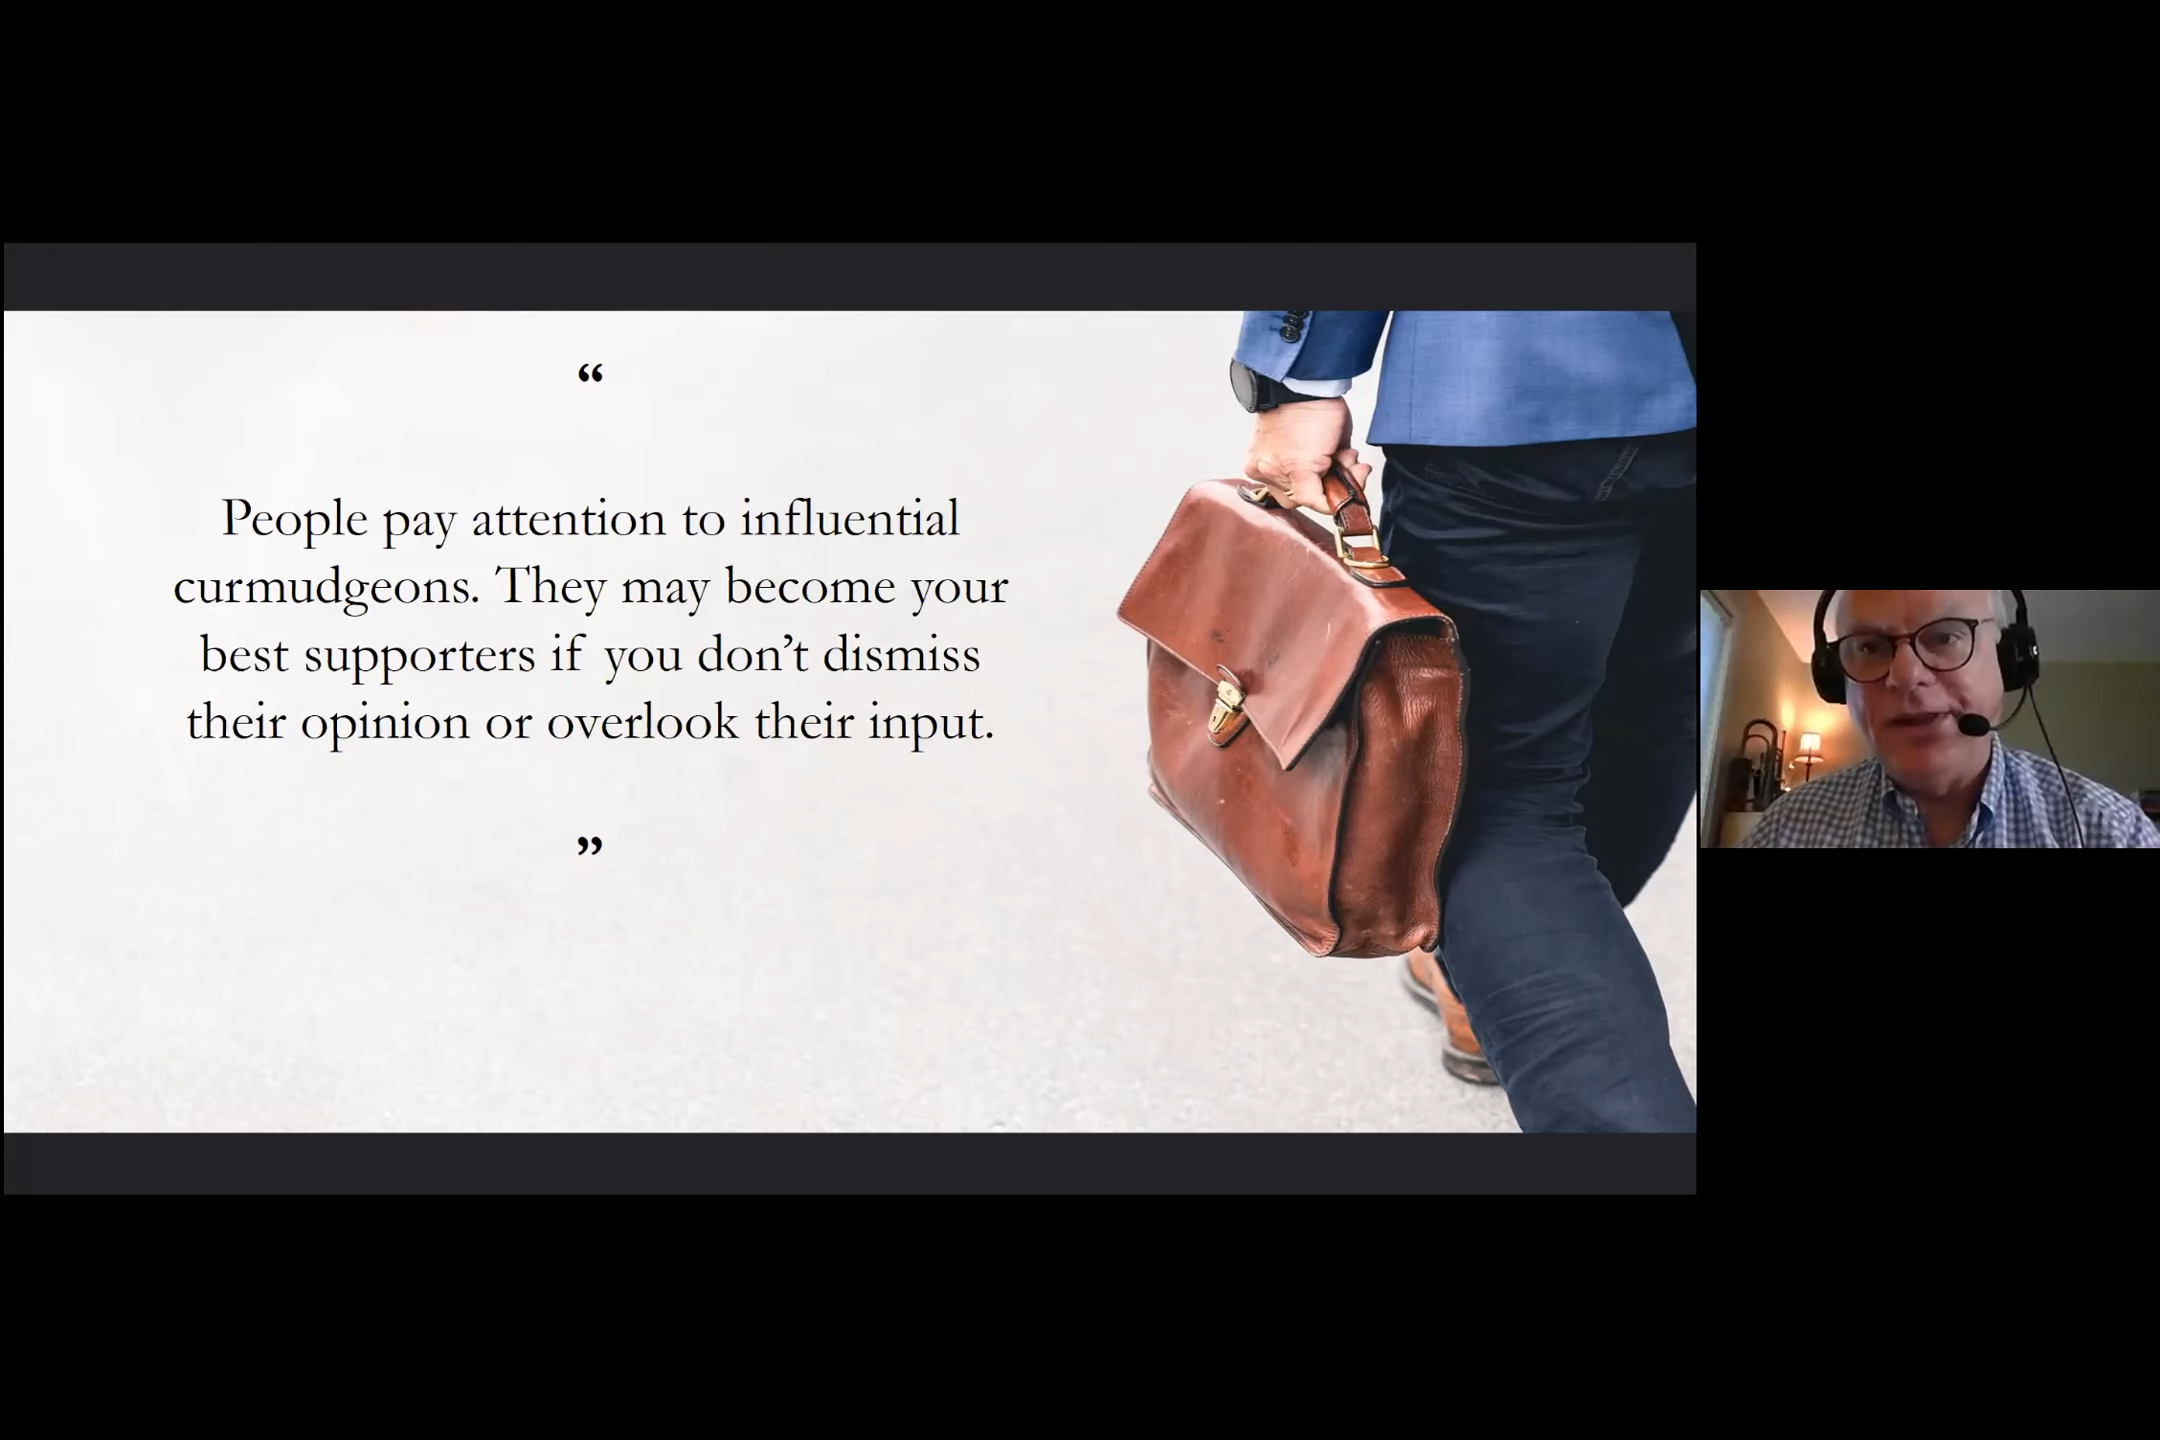 “
People pay attention to influential
curmudgeons. They may become your
best supporters if you don’t dismiss
their opinion or overlook their input.
”